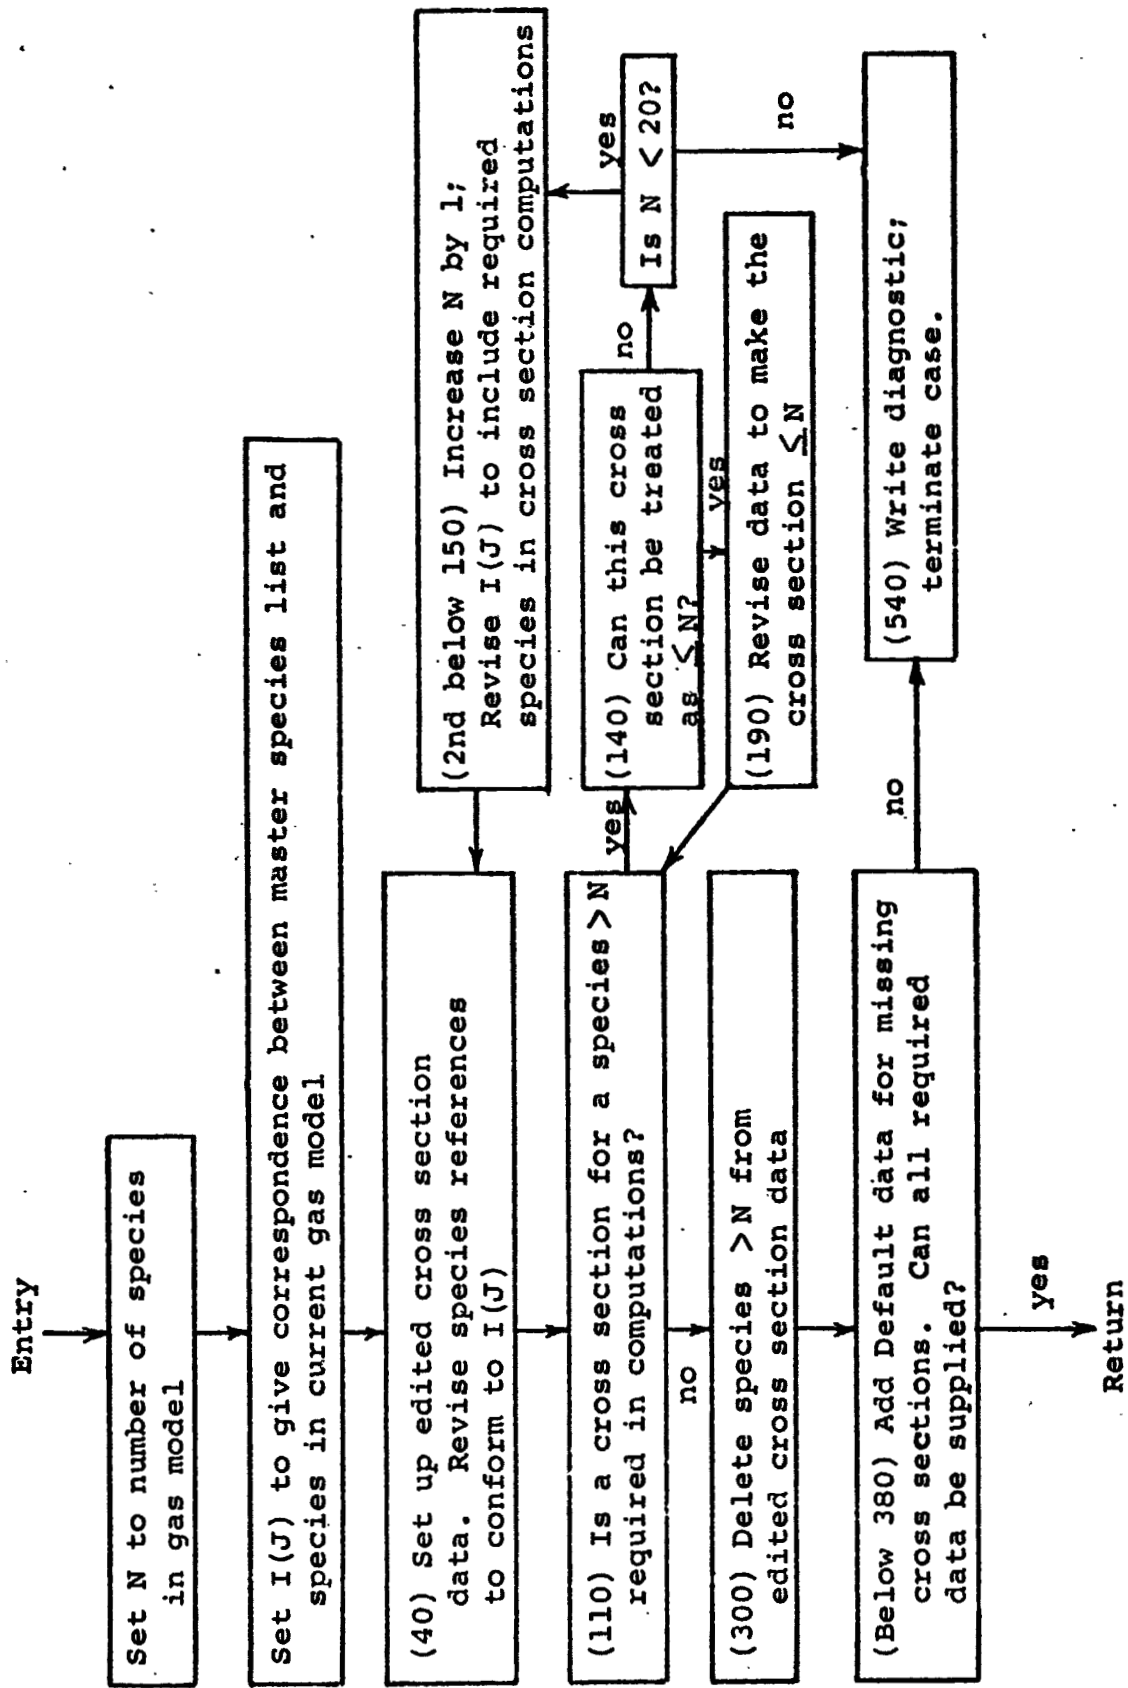 Entry
Set N to number of species
in gas model
Set I(J) to give correspondence between master species list and
species in current gas model
(40) Set up edited cross section
data. Revise species references
to conform to I(J)
(2nd below 150) Increase N by 1;
Revise I(J) to include required
species in cross section computations
(110) Is a cross section for a species >N
required in computations?
yes
(140) Can this cross
section be treated
as ≤N?
no
Is N < 20?
yes
no
yes
(190) Revise data to make the
cross section ≤N
no
(300) Delete species >N from
edited cross section data
(Below 380) Add Default data for missing
cross sections. Can all required
data be supplied?
no
(540) Write diagnostic;
terminate case.
yes
Return